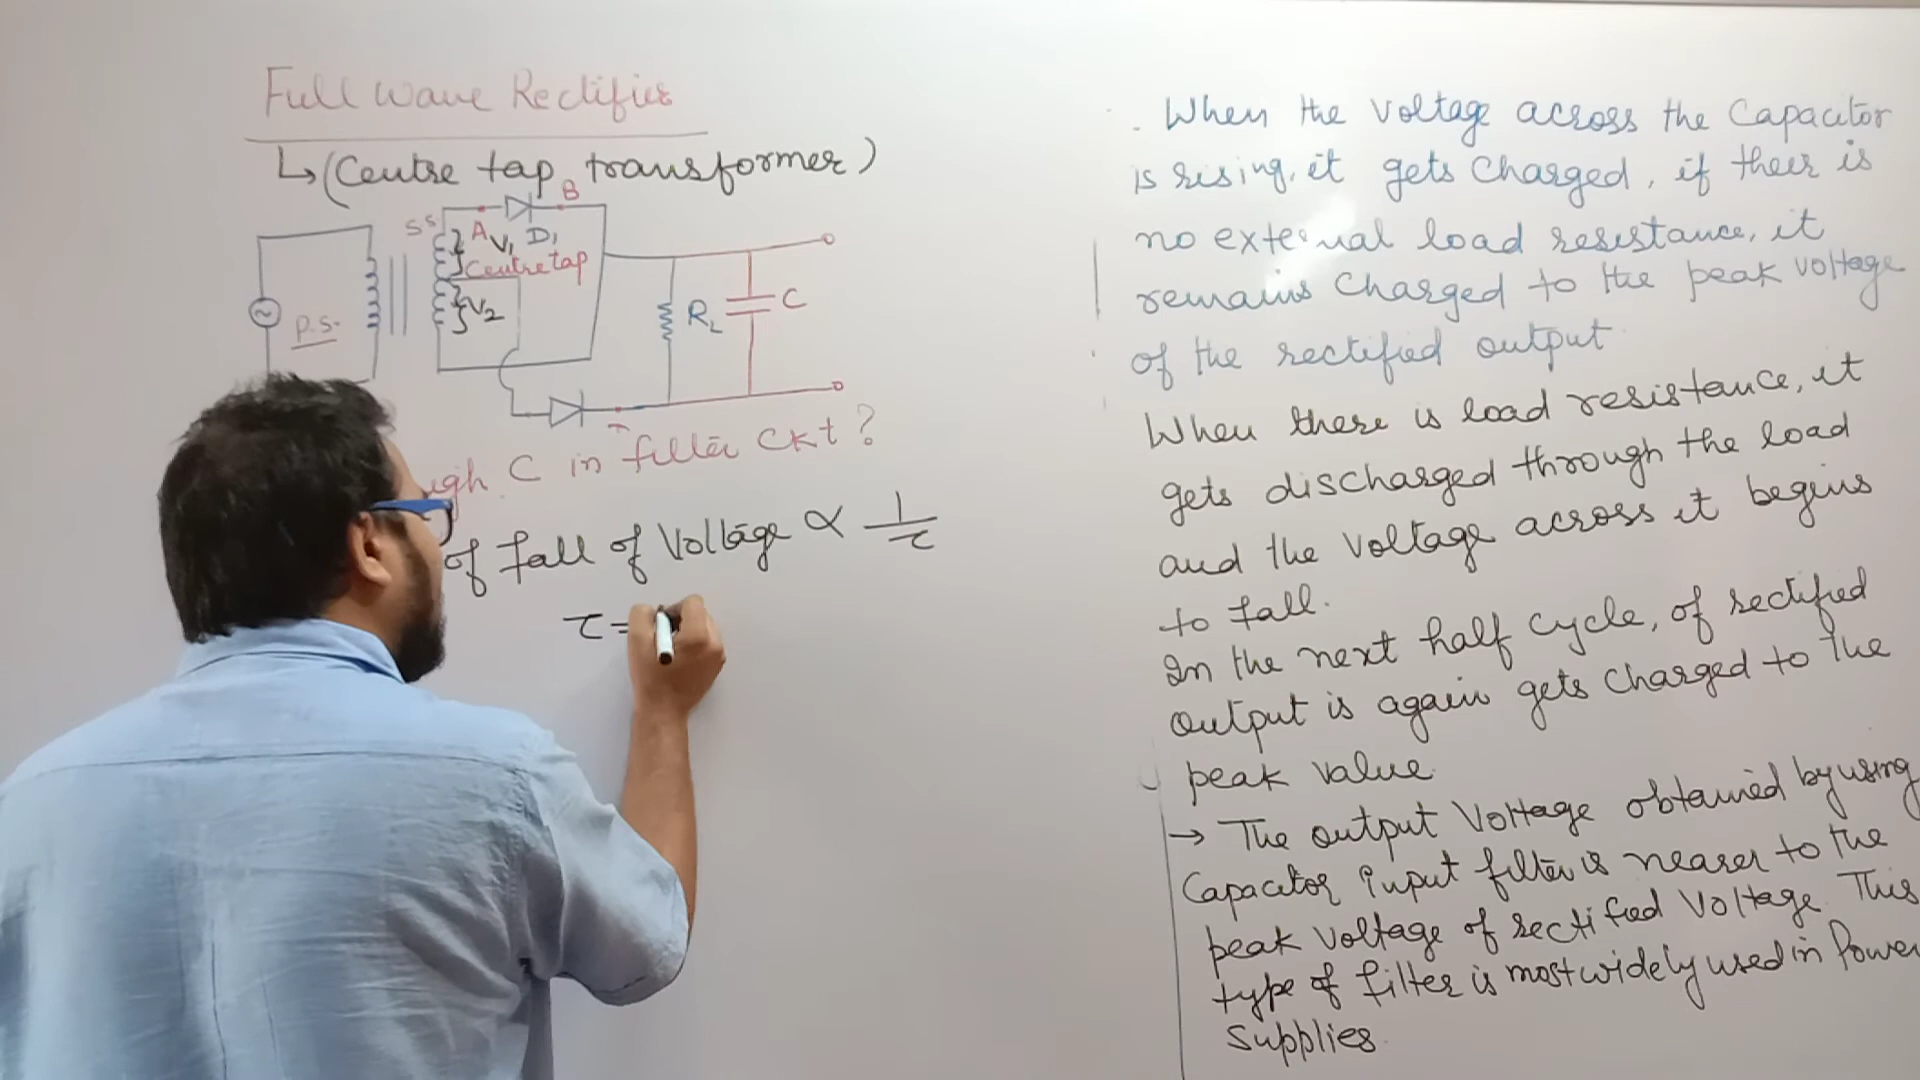 Full Wave Rectifier
↳ (Centre tap transformer)
B
S S
A
V₁
D₁
Centre tap
V₂
P.S.
R_L
C
C in filter Ckt?
of fall of Voltage ∝ 1/τ
τ =
When the voltage across the Capacitor
is rising, it gets Charged, if their is
no external load resistance, it
remains Charged to the peak voltage
of the rectified output
When there is load resistance, it
gets discharged through the load
and the voltage across it begins
to fall.
In the next half cycle, of rectified
output is again gets Charged to the
peak value
→ The output Voltage obtained by using
Capacitor input filter is nearer to the
peak voltage of rectified Voltage. This
type of filter is most widely used in Power
Supplies.